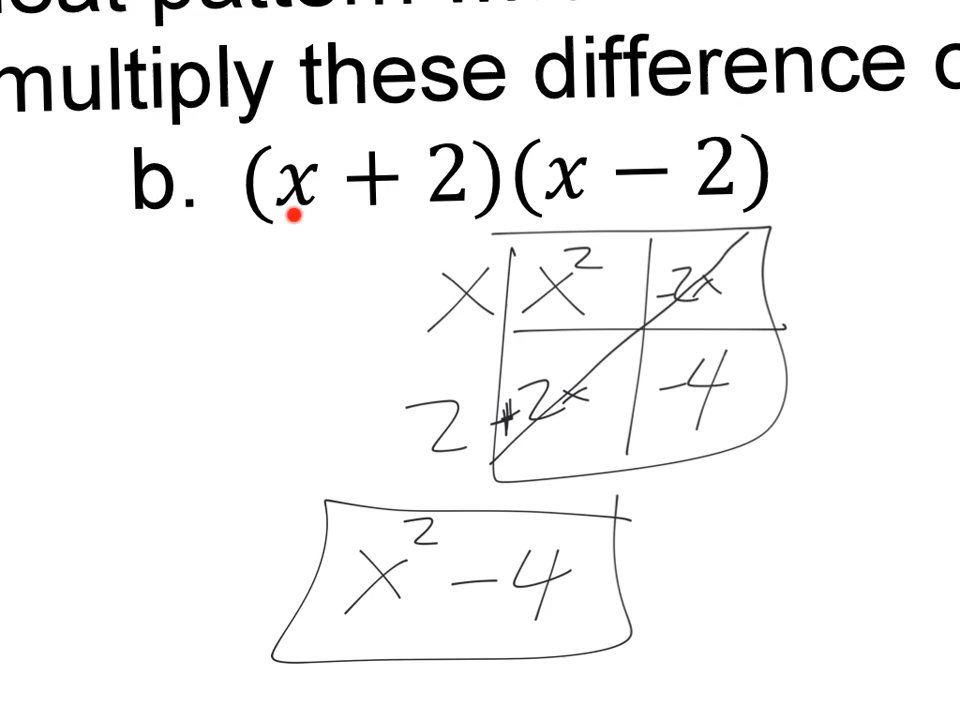 multiply these difference
b. (x + 2)(x − 2)
x x² -2x
2 +2x -4
x² - 4